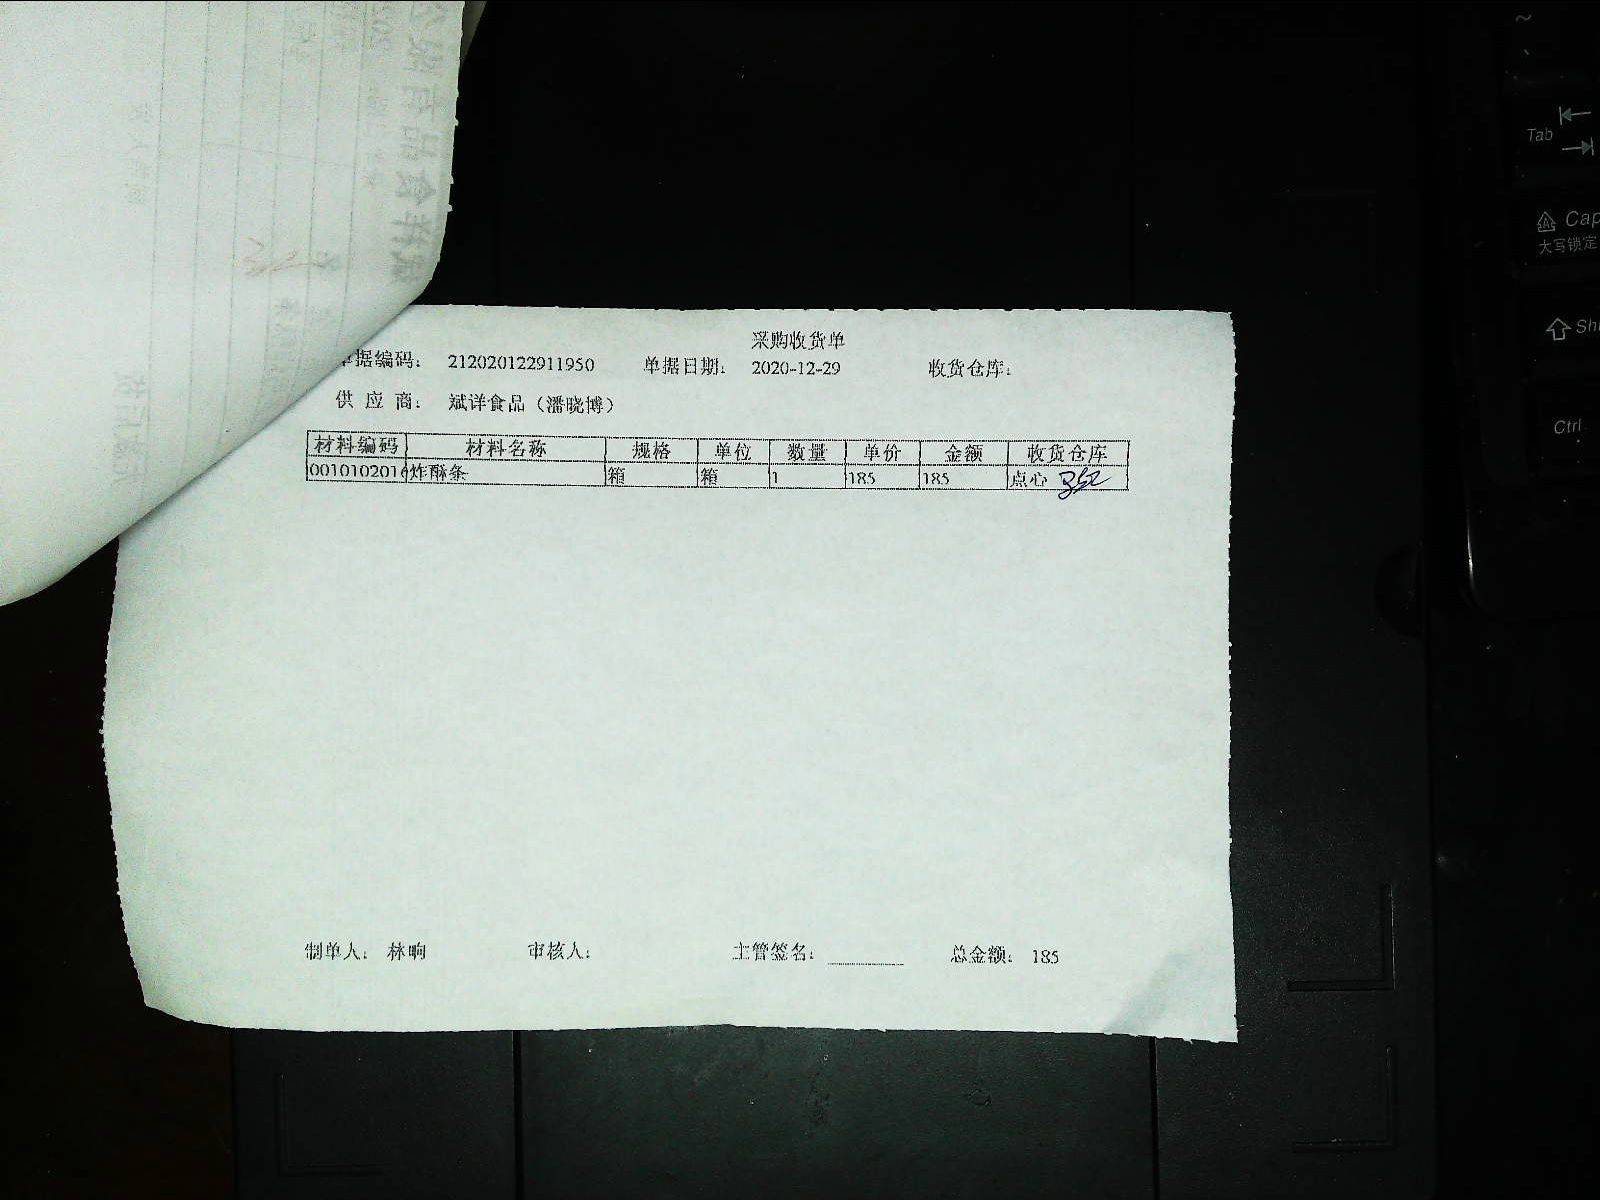 采购收货单
单据编码： 212020122911950 单据日期： 2020-12-29 收货仓库：
供 应 商： 斌详食品（潘晓博）
材料编码 材料名称 规格 单位 数量 单价 金额 收货仓库
0010102016 炸酥条 箱 箱 1 185 185 点心
制单人： 林晌 审核人： 主管签名： 总金额： 185
Tab
Cap
大写锁定
Shi
Ctrl